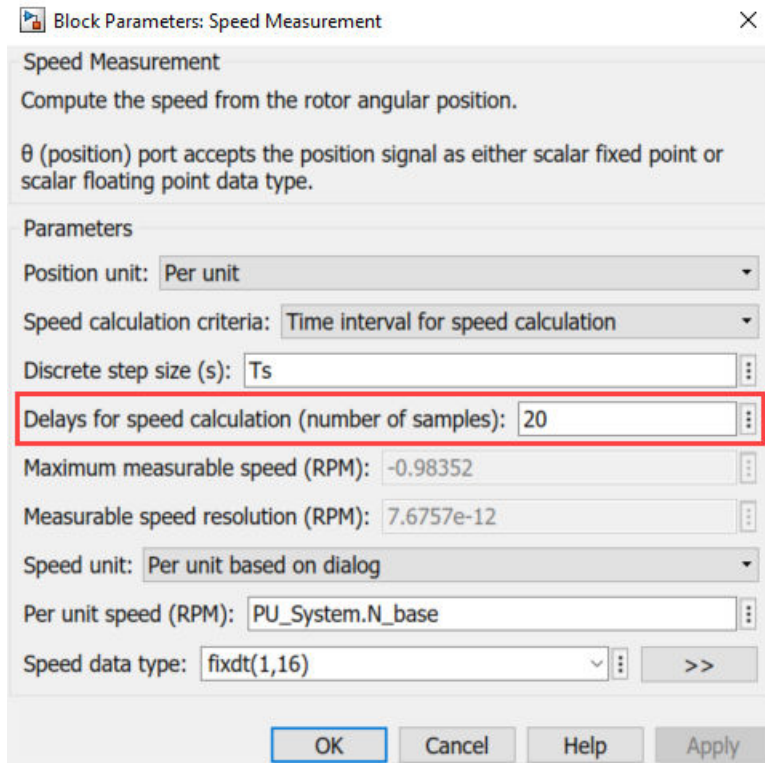 Block Parameters: Speed Measurement
Speed Measurement
Compute the speed from the rotor angular position.
θ (position) port accepts the position signal as either scalar fixed point or
scalar floating point data type.
Parameters
Position unit: Per unit
Speed calculation criteria: Time interval for speed calculation
Discrete step size (s): Ts
Delays for speed calculation (number of samples): 20
Maximum measurable speed (RPM): -0.98352
Measurable speed resolution (RPM): 7.6757e-12
Speed unit: Per unit based on dialog
Per unit speed (RPM): PU_System.N_base
Speed data type: fixdt(1,16) >>
OK Cancel Help Apply